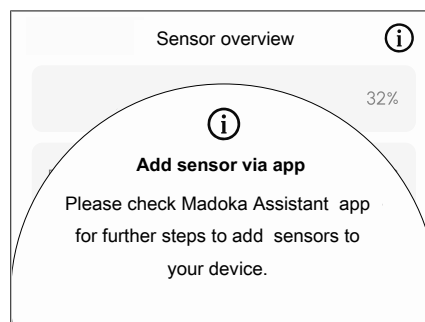 Sensor overview
32%
Add sensor via app
Please check Madoka Assistant app
for further steps to add sensors to
your device.